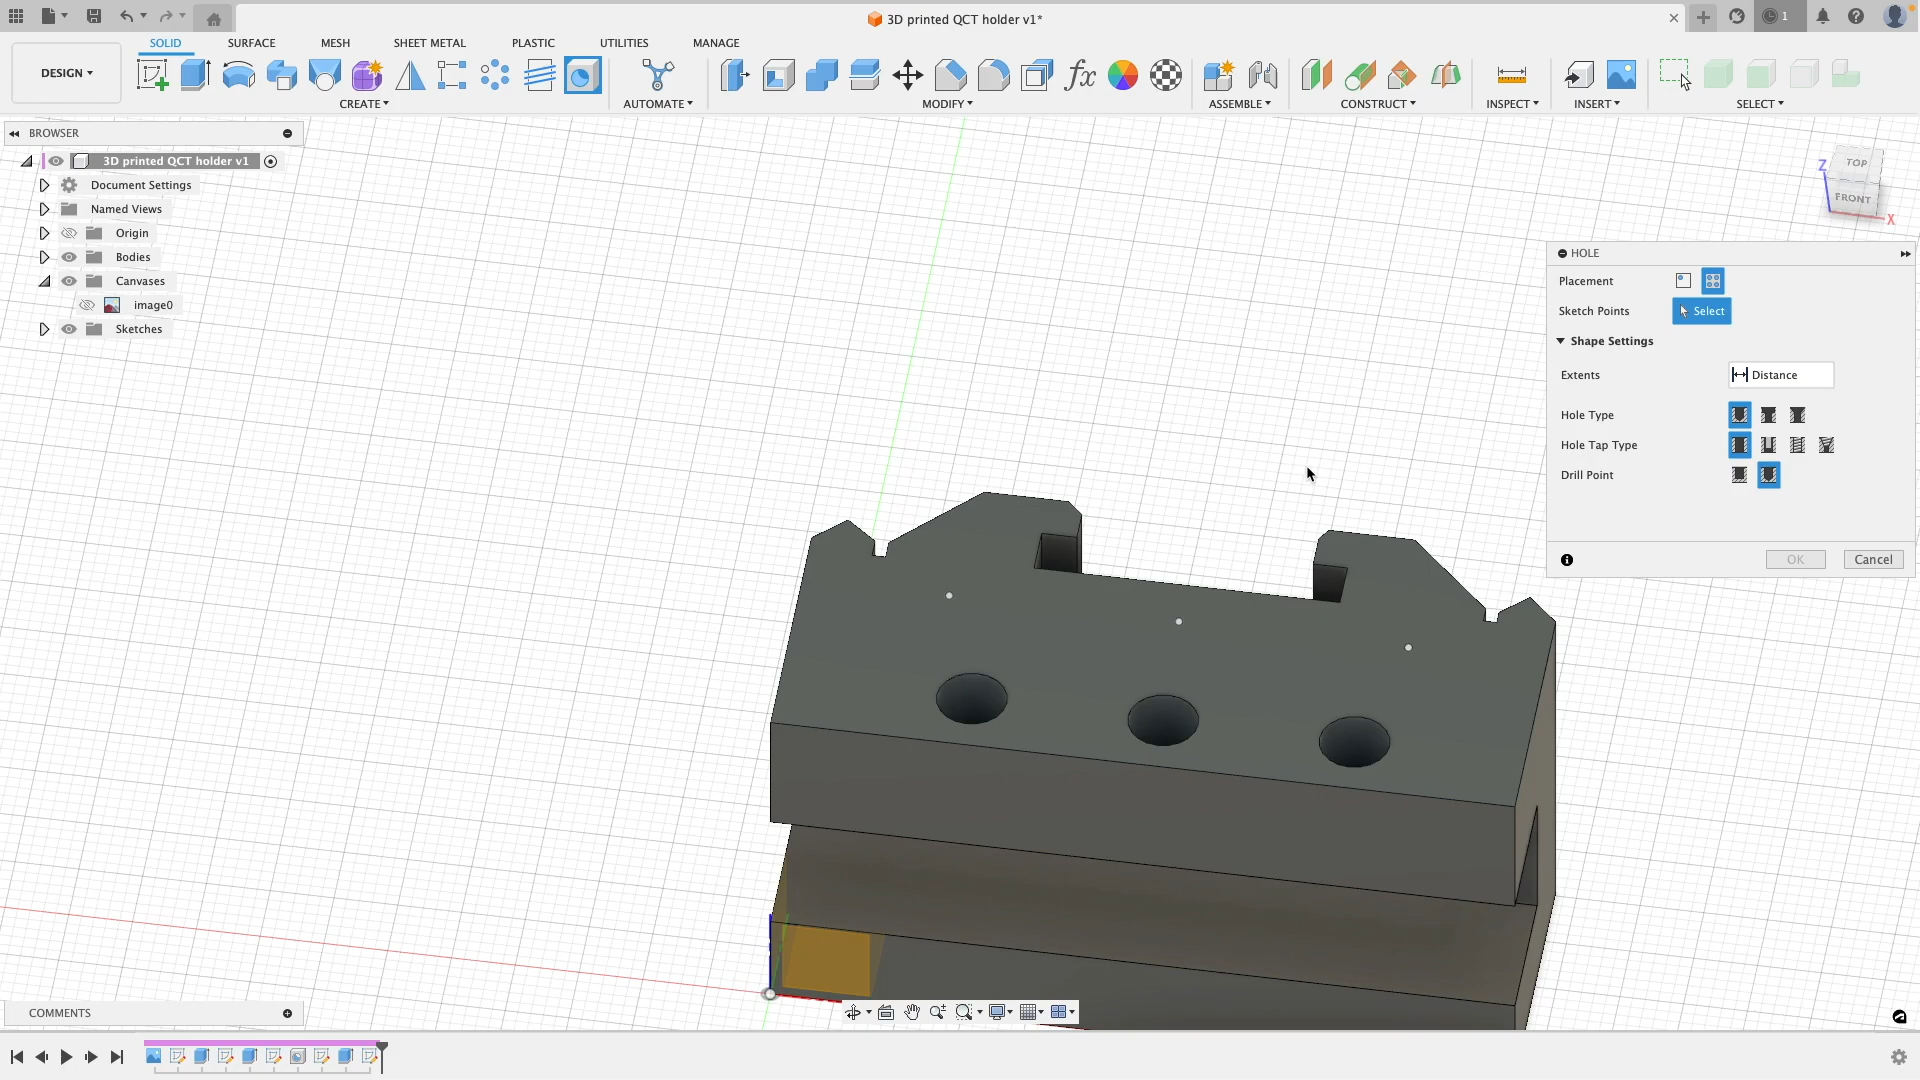 3D printed QCT holder v1*
1
DESIGN
SOLID
SURFACE
MESH
SHEET METAL
PLASTIC
UTILITIES
MANAGE
CREATE
AUTOMATE
MODIFY
fx
ASSEMBLE
CONSTRUCT
INSPECT
INSERT
SELECT
BROWSER
3D printed QCT holder v1
Document Settings
Named Views
Origin
Bodies
Canvases
image0
Sketches
TOP
FRONT
Z
X
HOLE
Placement
Sketch Points
Select
Shape Settings
Extents
Distance
Hole Type
Hole Tap Type
Drill Point
OK
Cancel
COMMENTS